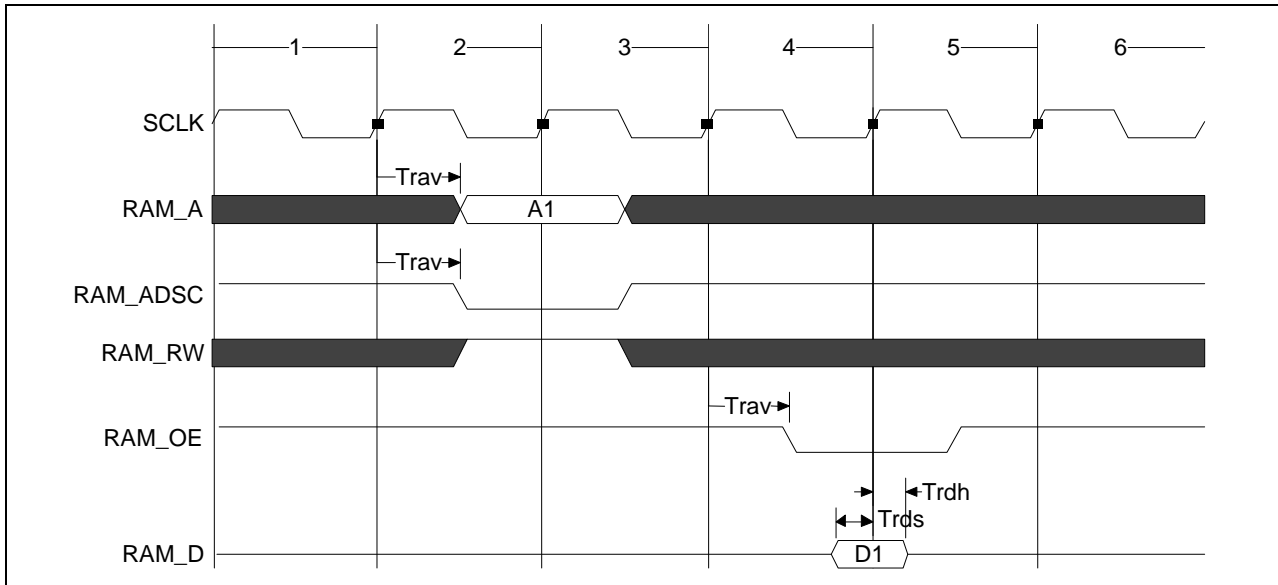 1 2 3 4 5 6
SCLK
Trav
RAM_A A1
Trav
RAM_ADSC
RAM_RW
Trav
RAM_OE
Trdh
Trds
RAM_D D1